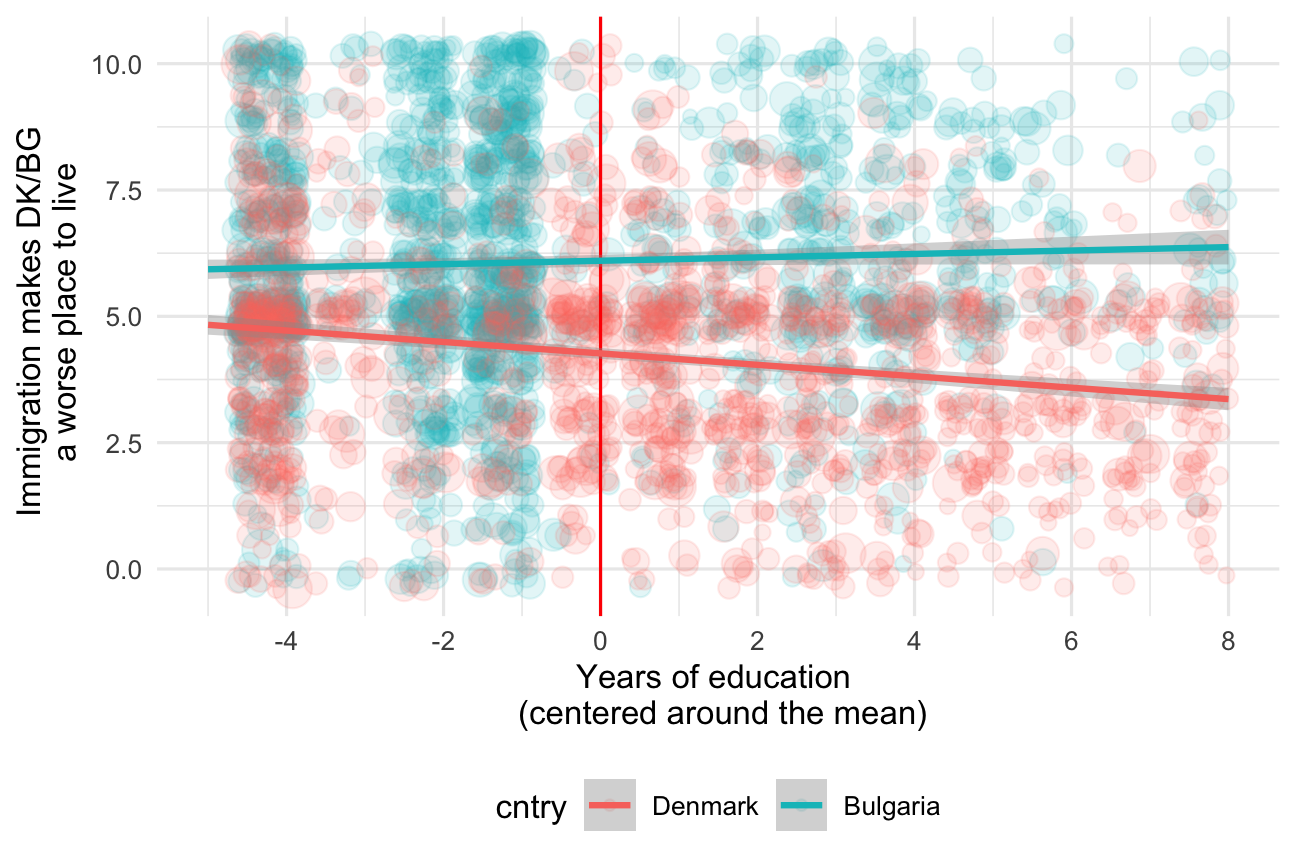 Immigration makes DK/BG
a worse place to live
10.0
7.5
5.0
2.5
0.0
-4
-2
0
2
4
6
8
Years of education
(centered around the mean)
cntry
Denmark
Bulgaria